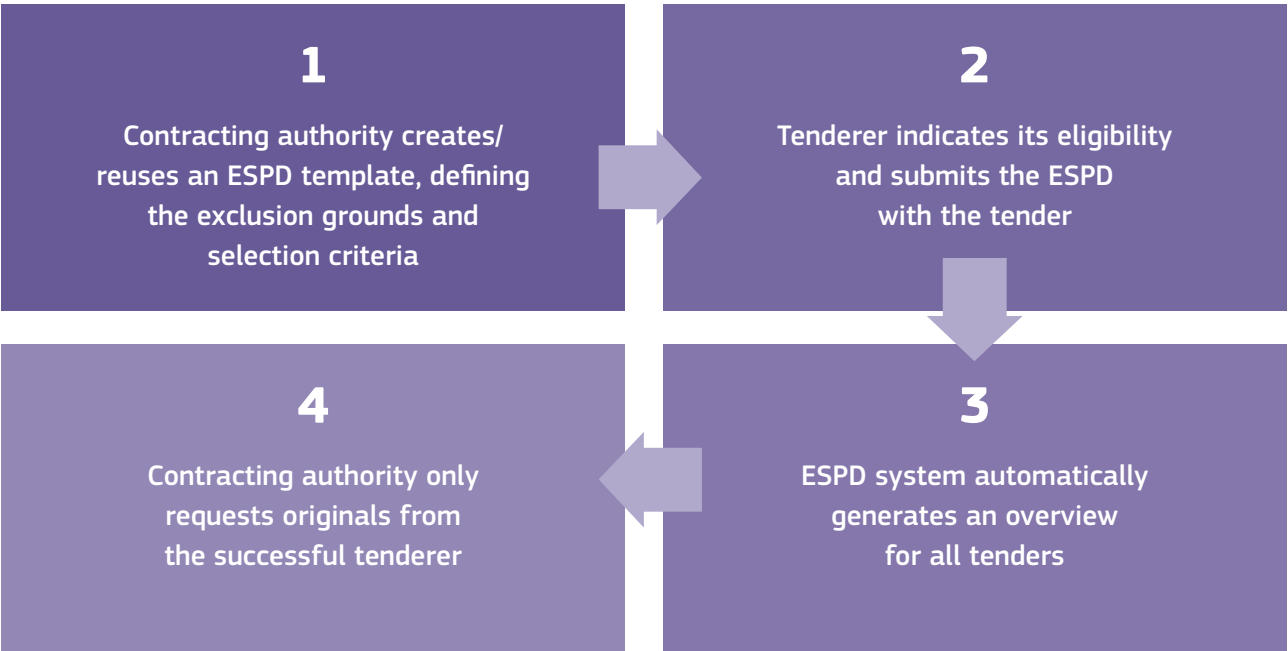 1
Contracting authority creates/
reuses an ESPD template, defining
the exclusion grounds and
selection criteria
2
Tenderer indicates its eligibility
and submits the ESPD
with the tender
3
ESPD system automatically
generates an overview
for all tenders
4
Contracting authority only
requests originals from
the successful tenderer